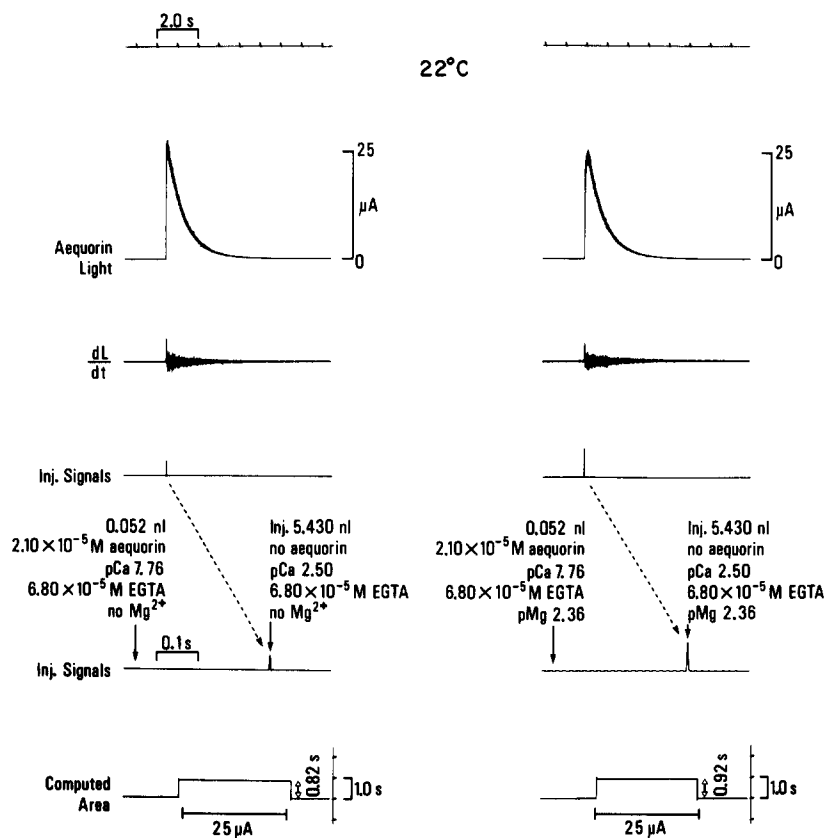 2.0 s
22°C
25
μA
0
Aequorin
Light
25
μA
0
dL
dt
Inj. Signals
0.052 nl
2.10×10⁻⁵M aequorin
pCa 7.76
6.80×10⁻⁵M EGTA
no Mg²⁺
Inj. 5.430 nl
no aequorin
pCa 2.50
6.80×10⁻⁵M EGTA
no Mg²⁺
0.052 nl
2.10×10⁻⁵M aequorin
pCa 7.76
6.80×10⁻⁵M EGTA
pMg 2.36
Inj. 5.430 nl
no aequorin
pCa 2.50
6.80×10⁻⁵M EGTA
pMg 2.36
0.1 s
Inj. Signals
Computed
Area
0.82 s
1.0 s
25 μA
0.92 s
1.0 s
25 μA